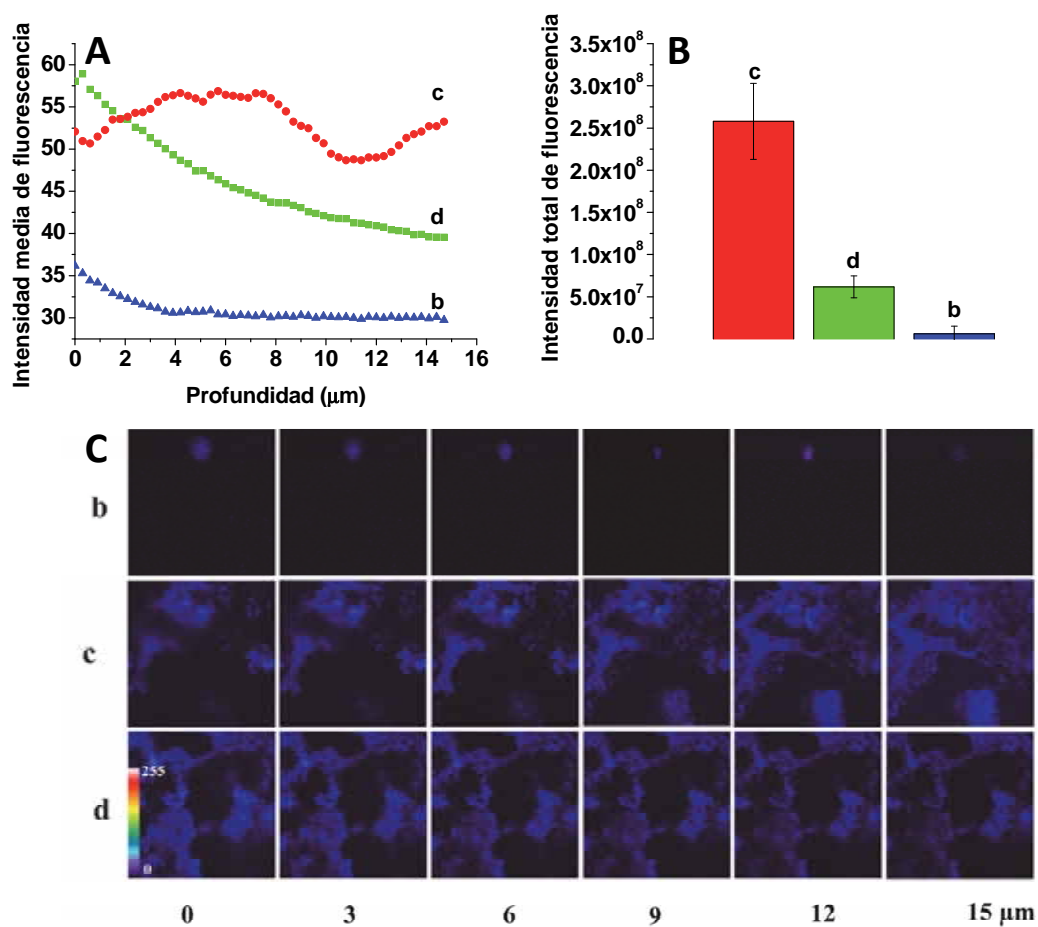 A
Intensidad media de fluorescencia
60
55
50
45
40
35
30
c
d
b
0 2 4 6 8 10 12 14 16
Profundidad (μm)
B
Intensidad total de fluorescencia
3.5x10⁸
3.0x10⁸
2.5x10⁸
2.0x10⁸
1.5x10⁸
1.0x10⁸
5.0x10⁷
0.0
c
d
b
C
b
c
d
255
0
0 3 6 9 12 15 μm